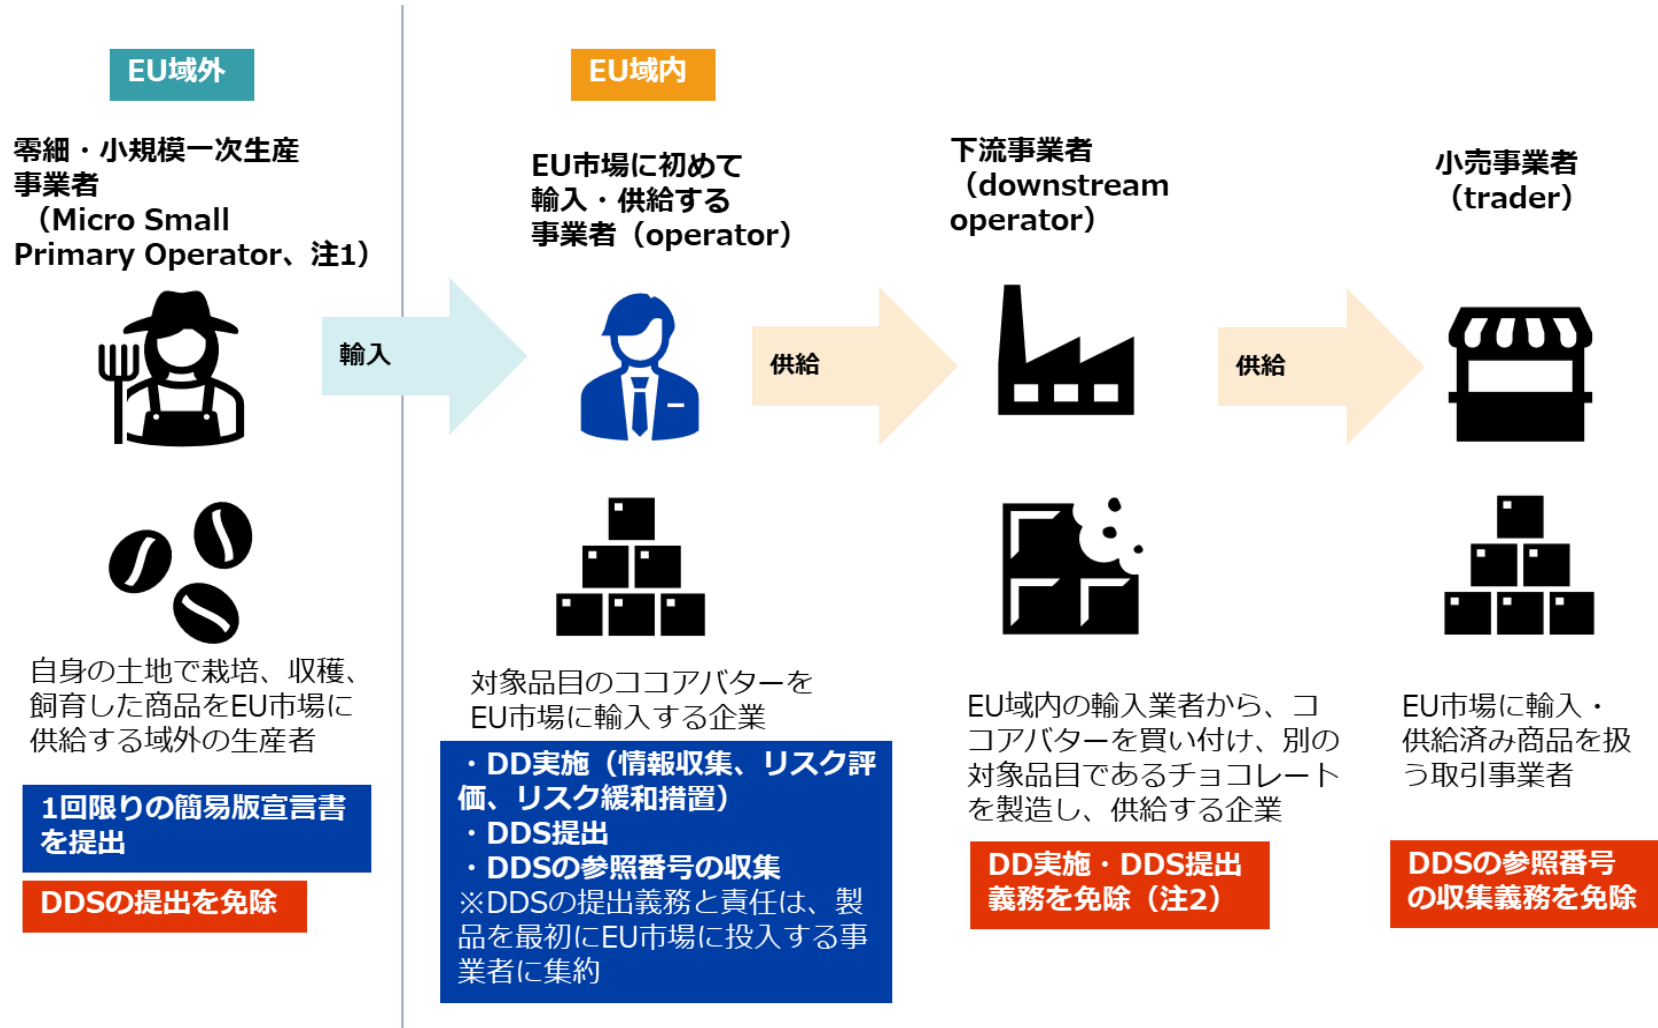 EU域外
零細・小規模一次生産
事業者
（Micro Small
Primary Operator、注1）
輸入
自身の土地で栽培、収穫、
飼育した商品をEU市場に
供給する域外の生産者
1回限りの簡易版宣言書
を提出
DDSの提出を免除
EU域内
EU市場に初めて
輸入・供給する
事業者（operator）
供給
対象品目のココアバターを
EU市場に輸入する企業
・DD実施（情報収集、リスク評
価、リスク緩和措置）
・DDS提出
・DDSの参照番号の収集
※DDSの提出義務と責任は、製
品を最初にEU市場に投入する事
業者に集約
下流事業者
（downstream
operator）
供給
EU域内の輸入業者から、コ
コアバターを買い付け、別の
対象品目であるチョコレート
を製造し、供給する企業
DD実施・DDS提出
義務を免除（注2）
小売事業者
（trader）
EU市場に輸入・
供給済み商品を扱
う取引事業者
DDSの参照番号
の収集義務を免除